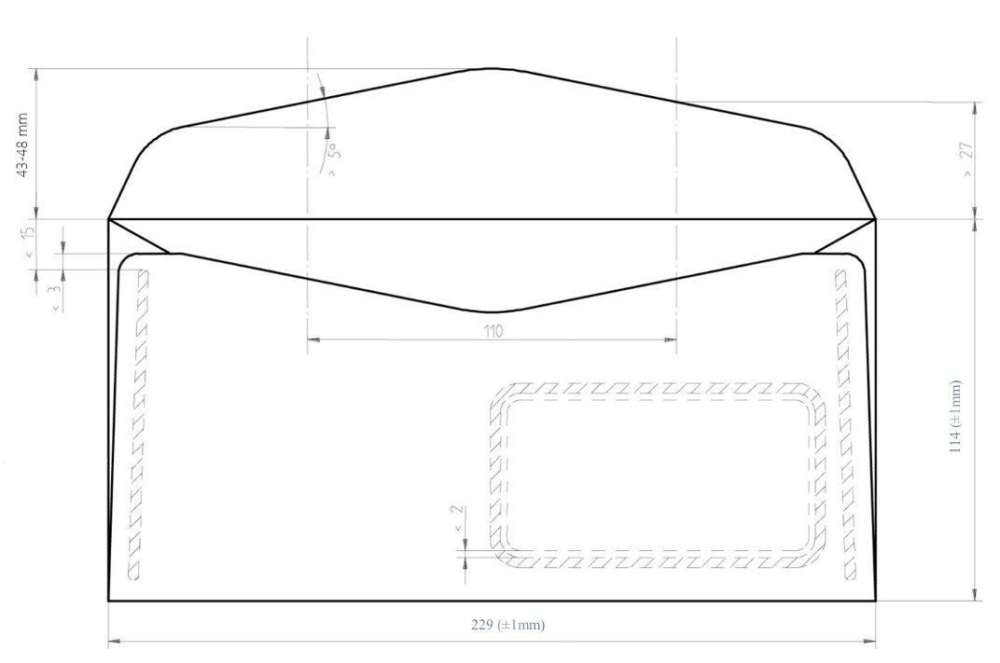 43-48 mm
> 5°
> 27
< 15
< 3
110
114 (±1mm)
< 2
229 (±1mm)